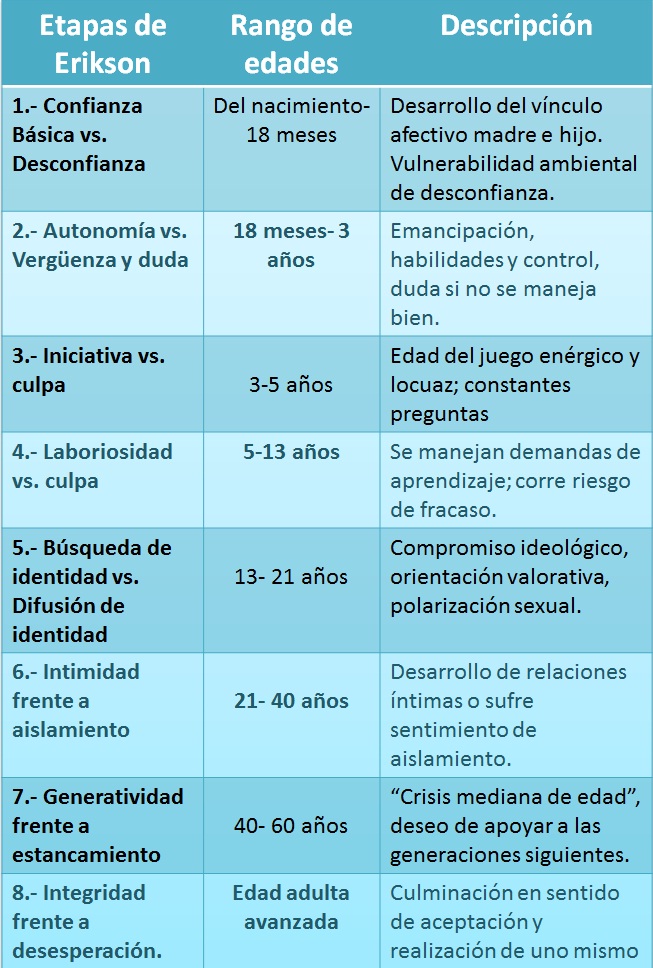 Etapas de
Erikson
Rango de
edades
Descripción
1.- Confianza
Básica vs.
Desconfianza
Del nacimiento-
18 meses
Desarrollo del vínculo
afectivo madre e hijo.
Vulnerabilidad ambiental
de desconfianza.
2.- Autonomía vs.
Vergüenza y duda
18 meses- 3
años
Emancipación,
habilidades y control,
duda si no se maneja
bien.
3.- Iniciativa vs.
culpa
3-5 años
Edad del juego enérgico y
locuaz; constantes
preguntas
4.- Laboriosidad
vs. culpa
5-13 años
Se manejan demandas de
aprendizaje; corre riesgo
de fracaso.
5.- Búsqueda de
identidad vs.
Difusión de
identidad
13- 21 años
Compromiso ideológico,
orientación valorativa,
polarización sexual.
6.- Intimidad
frente a
aislamiento
21- 40 años
Desarrollo de relaciones
íntimas o sufre
sentimiento de
aislamiento.
7.- Generatividad
frente a
estancamiento
40- 60 años
“Crisis mediana de edad”,
deseo de apoyar a las
generaciones siguientes.
8.- Integridad
frente a
desesperación.
Edad adulta
avanzada
Culminación en sentido
de aceptación y
realización de uno mismo